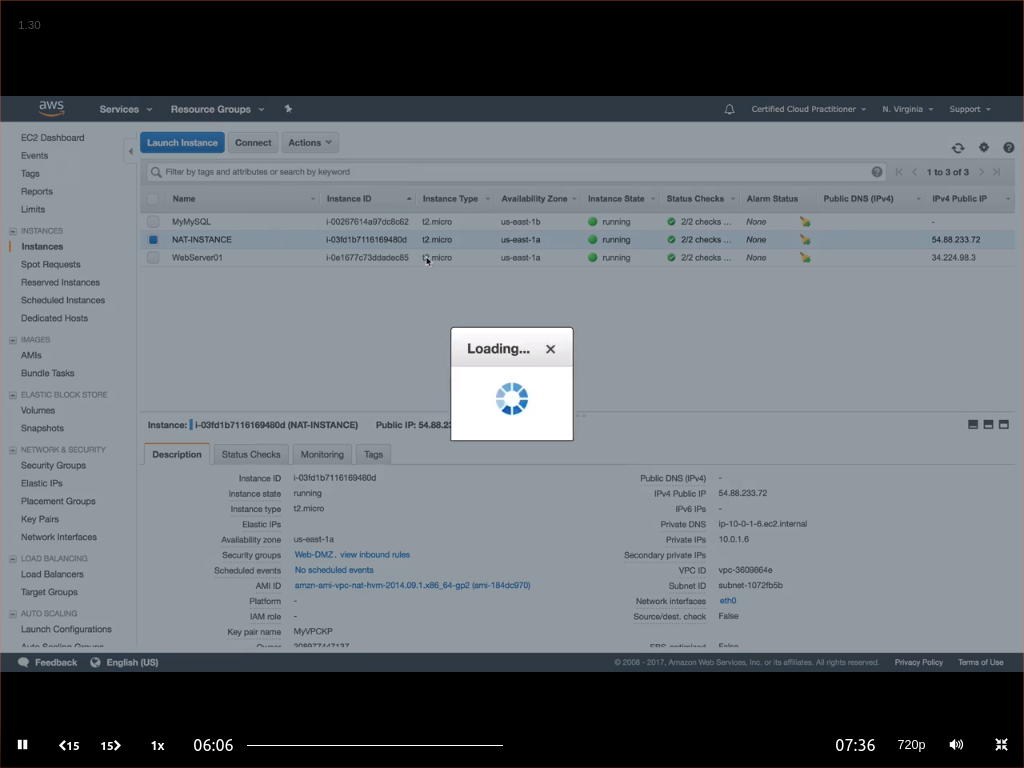 1.30
aws Services Resource Groups Certified Cloud Practitioner N. Virginia Support
EC2 Dashboard
Events
Tags
Reports
Limits
INSTANCES
Instances
Spot Requests
Reserved Instances
Scheduled Instances
Dedicated Hosts
IMAGES
AMIs
Bundle Tasks
ELASTIC BLOCK STORE
Volumes
Snapshots
NETWORK & SECURITY
Security Groups
Elastic IPs
Placement Groups
Key Pairs
Network Interfaces
LOAD BALANCING
Load Balancers
Target Groups
AUTO SCALING
Launch Configurations
Auto Scaling Groups
Launch Instance Connect Actions
Filter by tags and attributes or search by keyword 1 to 3 of 3
Name Instance ID Instance Type Availability Zone Instance State Status Checks Alarm Status Public DNS (IPv4) IPv4 Public IP
MyMySQL i-00267614a97dc8c62 t2.micro us-east-1b running 2/2 checks ... None -
NAT-INSTANCE i-03fd1b7116169480d t2.micro us-east-1a running 2/2 checks ... None 54.88.233.72
WebServer01 i-0e1677c73ddadec85 t2.micro us-east-1a running 2/2 checks ... None 34.224.98.3
Loading...
Instance: i-03fd1b7116169480d (NAT-INSTANCE) Public IP: 54.88.2
Description Status Checks Monitoring Tags
Instance ID i-03fd1b7116169480d Public DNS (IPv4) -
Instance state running IPv4 Public IP 54.88.233.72
Instance type t2.micro IPv6 IPs -
Elastic IPs Private DNS ip-10-0-1-6.ec2.internal
Availability zone us-east-1a Private IPs 10.0.1.6
Security groups Web-DMZ. view inbound rules Secondary private IPs
Scheduled events No scheduled events VPC ID vpc-3609864e
AMI ID amzn-ami-vpc-nat-hvm-2014.09.1.x86_64-gp2 (ami-184dc970) Subnet ID subnet-1072fb5b
Platform - Network interfaces eth0
IAM role - Source/dest. check False
Key pair name MyVPCKP
Owner 208977447137 EBS-optimized False
Feedback English (US) © 2008 - 2017, Amazon Web Services, Inc. or its affiliates. All rights reserved. Privacy Policy Terms of Use
15 15 1x 06:06 07:36 720p